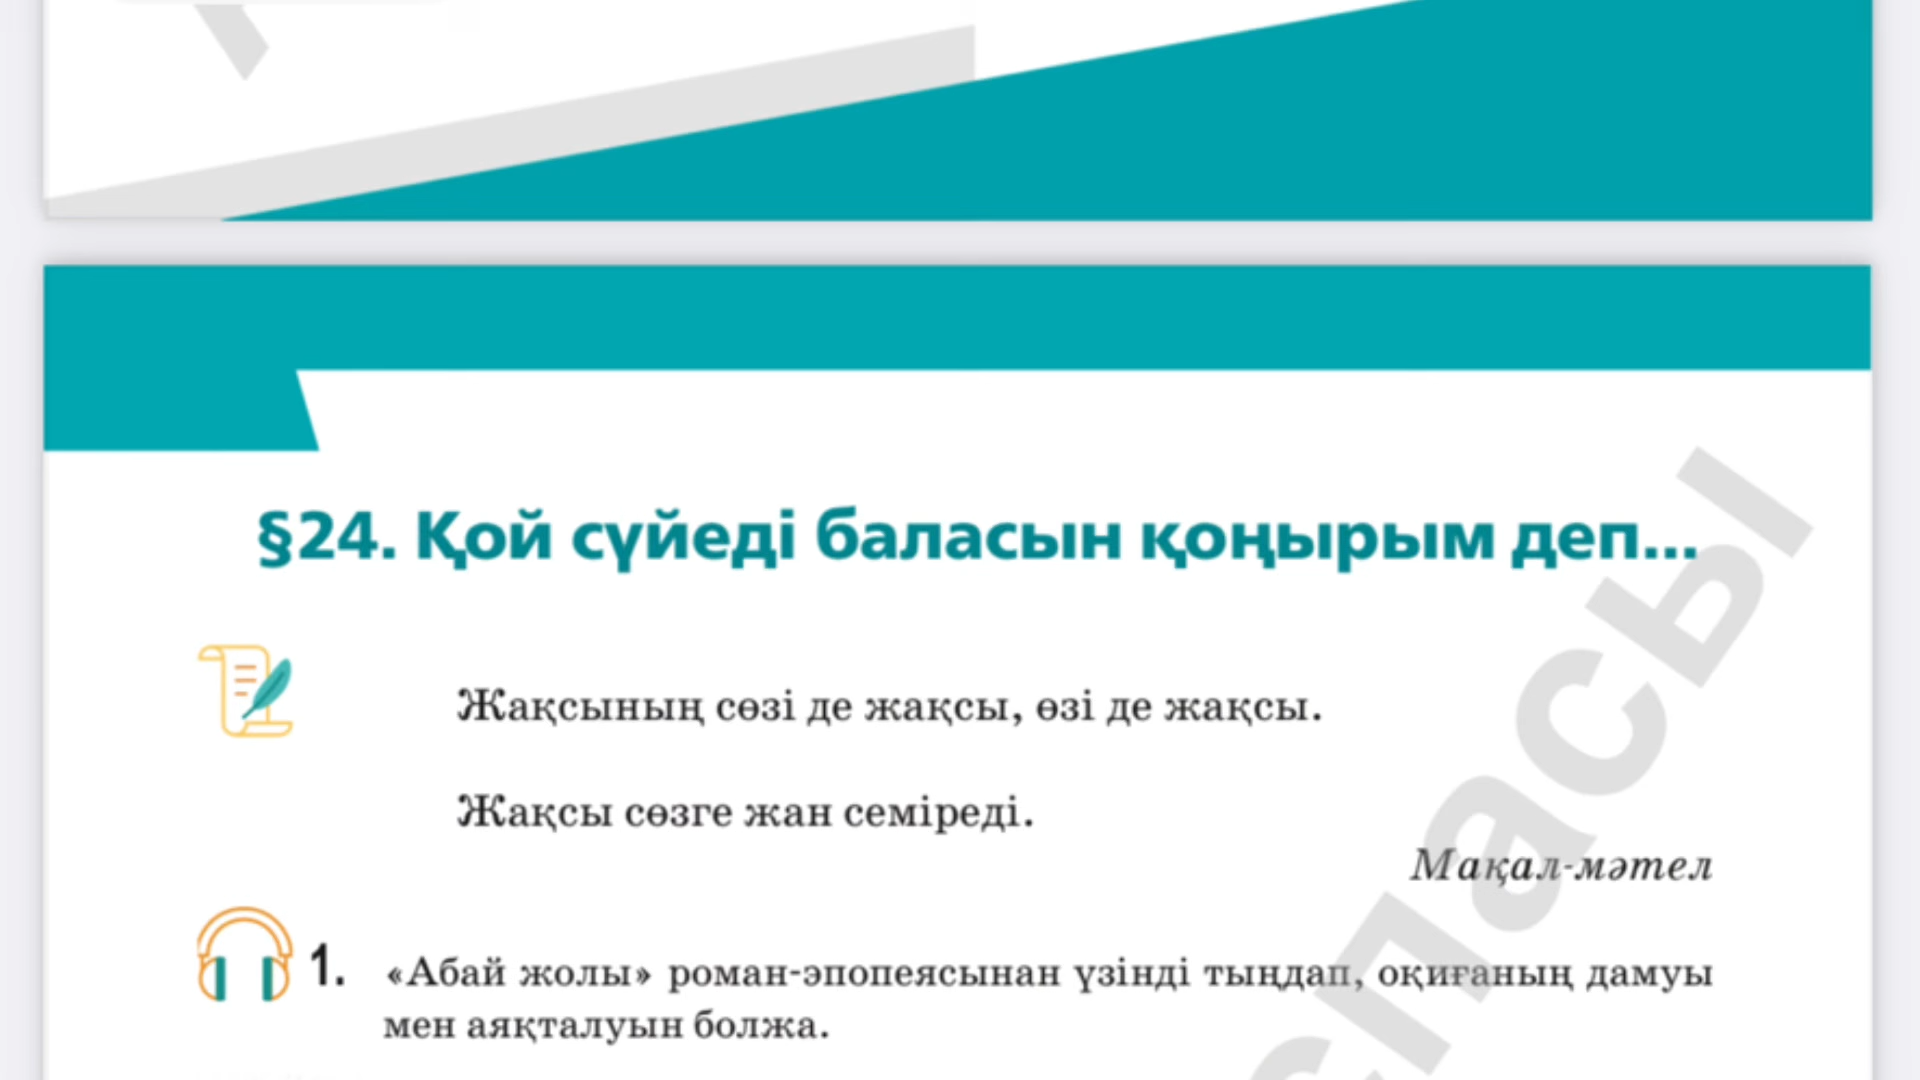 §24. Қой сүйеді баласын қоңырым деп...
Жақсының сөзі де жақсы, өзі де жақсы.
Жақсы сөзге жан семіреді.
Мақал-мәтел
1. «Абай жолы» роман-эпопеясынан үзінді тыңдап, оқиғаның дамуы
мен аяқталуын болжа.